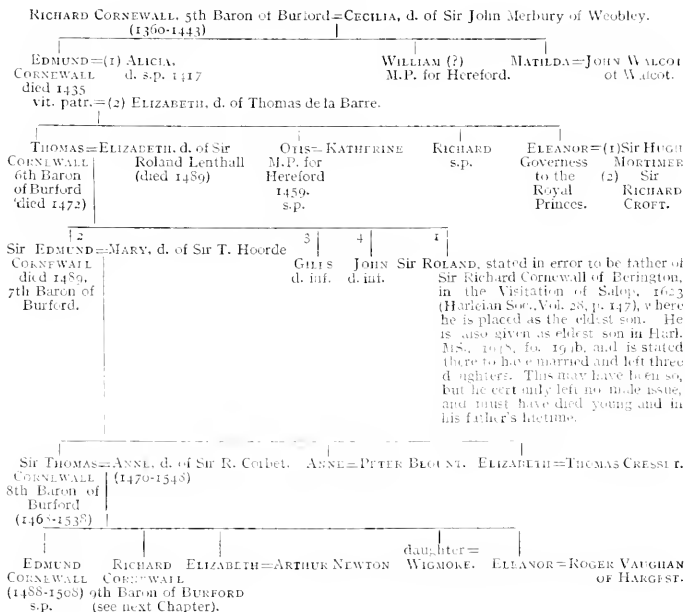 RICHARD CORNEWALL, 5th Baron of Burford=CECILIA, d. of Sir John Merbury of Weobley.
(1360-1443)
EDMUND=(1) ALICIA, WILLIAM (?) MATILDA=JOHN WALCOT
CORNEWALL d. s.p. 1417 M.P. for Hereford. of Walcot.
died 1435
vit. patr.=(2) ELIZABETH, d. of Thomas de la Barre.
THOMAS=ELIZABETH, d. of Sir OTIS=KATHERINE RICHARD ELEANOR=(1) Sir HUGH
CORNEWALL Roland Lenthall M.P. for s.p. Governess MORTIMER
6th Baron (died 1489) Hereford to the (2) Sir
of Burford 1459. Royal RICHARD
died 1472) s.p. Princes. CROFT.
2 3 4 1
Sir EDMUND=MARY, d. of Sir T. Hoorde GILES JOHN Sir ROLAND, stated in error to be father of
CORNEWALL d. inf. d. inf. Sir Richard Cornewall of Berington,
died 1489, in the Visitation of Salop, 1623
7th Baron of (Harleian Soc., Vol. 28, p. 147), where
Burford. he is placed as the eldest son. He
is also given as eldest son in Harl.
MS., fo. and is stated
there to have married and left three
daughters. This may have been so,
but he certainly left no male issue,
and must have died young and in
his father's lifetime.
Sir THOMAS=ANNE, d. of Sir R. Corbet. ANNE=PETER BLOUNT. ELIZABETH=THOMAS CRESSET.
CORNEWALL (1470-1548)
8th Baron of
Burford
(1468-1538)
daughter=
EDMUND RICHARD ELIZABETH=ARTHUR NEWTON WIGMORE. ELEANOR=ROGER VAUGHAN
CORNEWALL CORNEWALL OF HARGEST.
(1488-1508) 9th Baron of BURFORD
s.p. (see next Chapter).